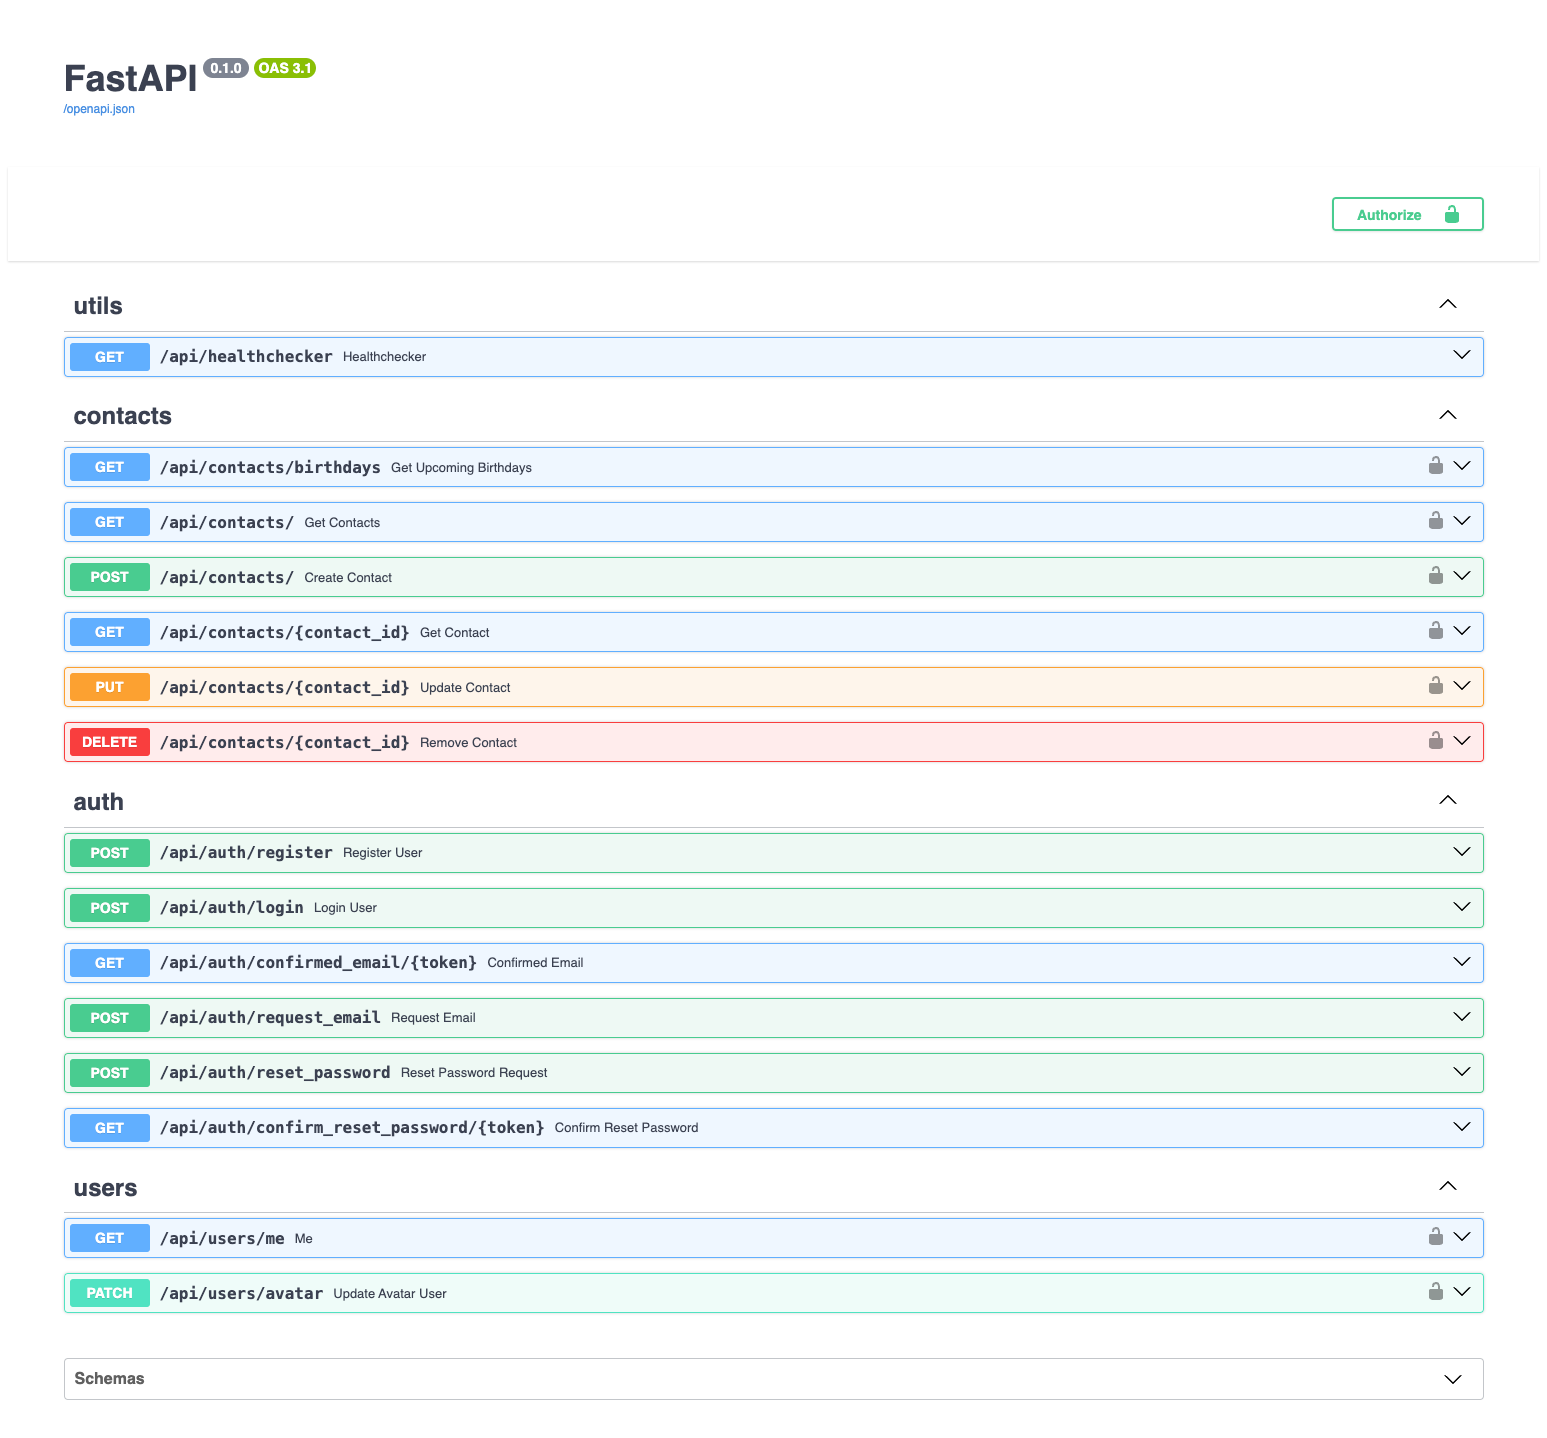 FastAPI 0.1.0 OAS 3.1
/openapi.json
Authorize
utils
GET /api/healthchecker Healthchecker
contacts
GET /api/contacts/birthdays Get Upcoming Birthdays
GET /api/contacts/ Get Contacts
POST /api/contacts/ Create Contact
GET /api/contacts/{contact_id} Get Contact
PUT /api/contacts/{contact_id} Update Contact
DELETE /api/contacts/{contact_id} Remove Contact
auth
POST /api/auth/register Register User
POST /api/auth/login Login User
GET /api/auth/confirmed_email/{token} Confirmed Email
POST /api/auth/request_email Request Email
POST /api/auth/reset_password Reset Password Request
GET /api/auth/confirm_reset_password/{token} Confirm Reset Password
users
GET /api/users/me Me
PATCH /api/users/avatar Update Avatar User
Schemas